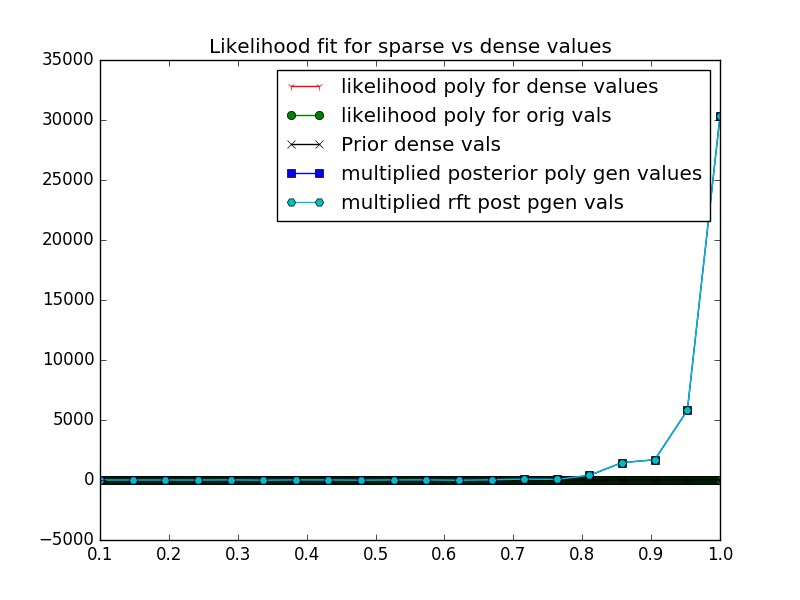 Likelihood fit for sparse vs dense values
35000
30000
25000
20000
15000
10000
5000
0
−5000
likelihood poly for dense values
likelihood poly for orig vals
Prior dense vals
multiplied posterior poly gen values
multiplied rft post pgen vals
0.1 0.2 0.3 0.4 0.5 0.6 0.7 0.8 0.9 1.0